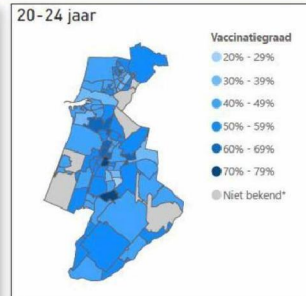 20-24 jaar
Vaccinatiegraad
20% - 29%
30% - 39%
40% - 49%
50% - 59%
60% - 69%
70% - 79%
Niet bekend*